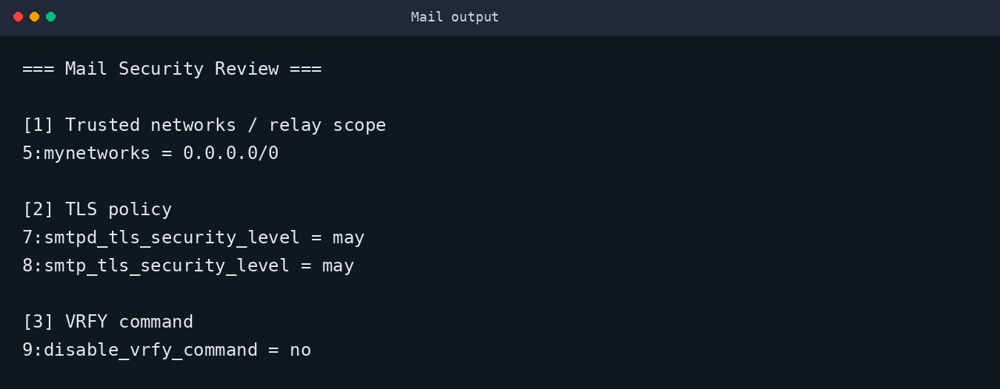 Mail output
=== Mail Security Review ===
[1] Trusted networks / relay scope
5:mynetworks = 0.0.0.0/0
[2] TLS policy
7:smtpd_tls_security_level = may
8:smtp_tls_security_level = may
[3] VRFY command
9:disable_vrfy_command = no